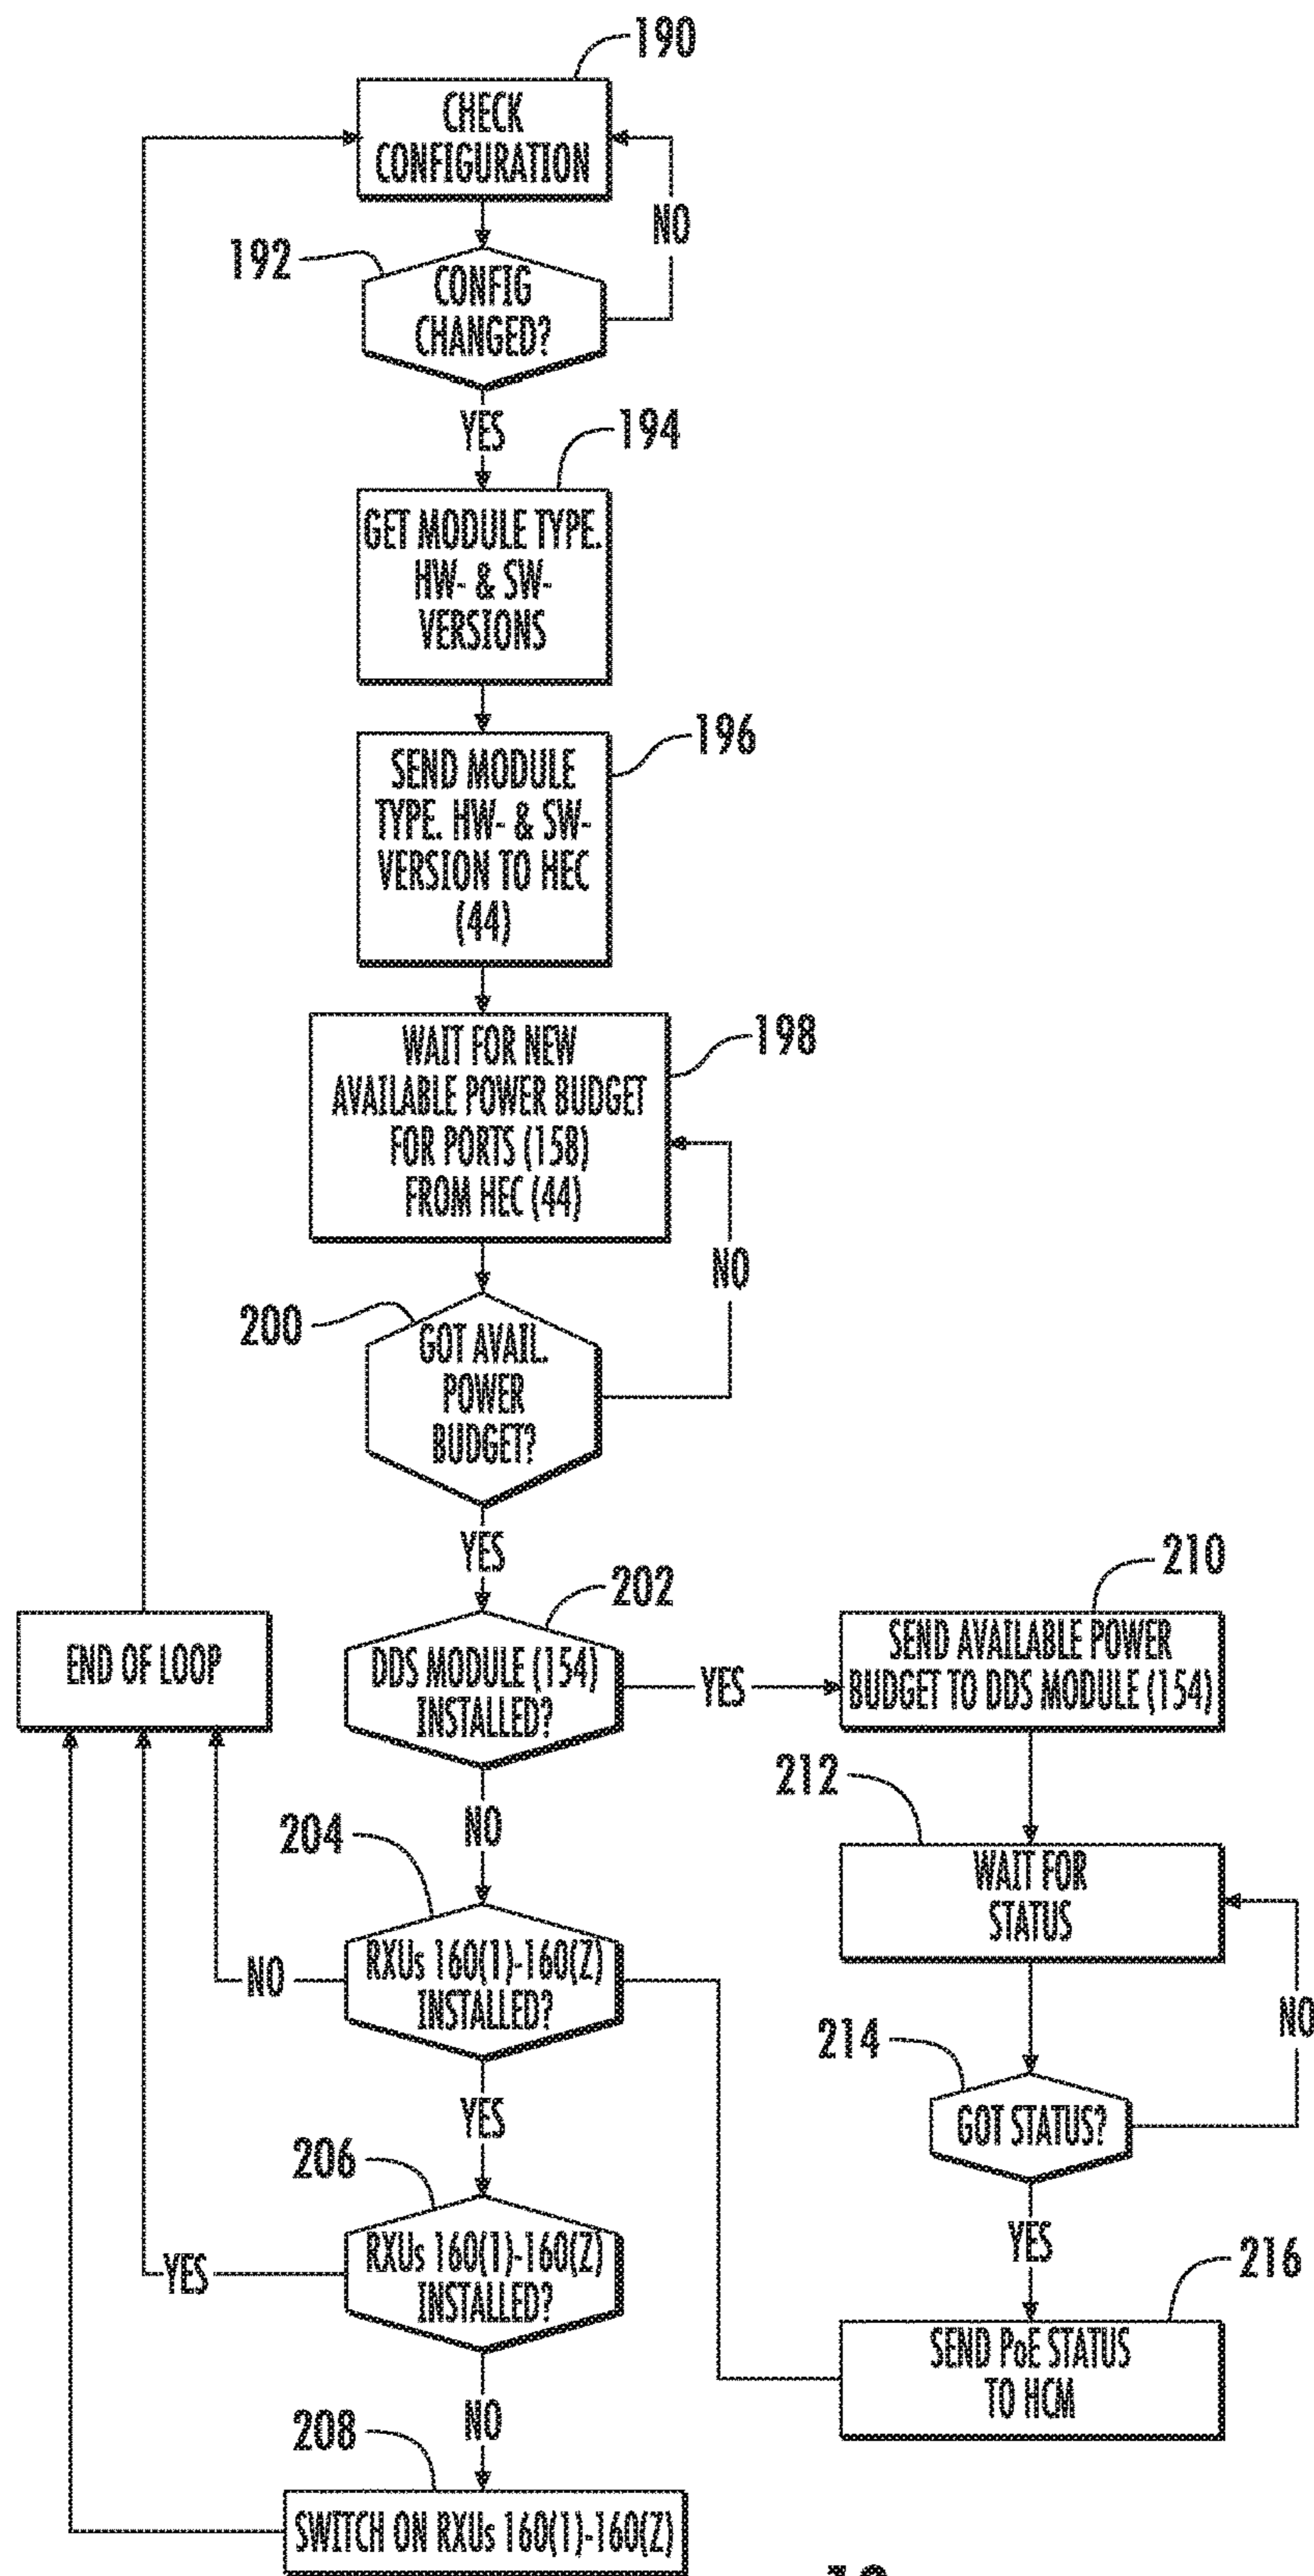 190
CHECK
CONFIGURATION
NO
192
CONFIG
CHANGED?
YES
194
GET MODULE TYPE.
HW- & SW-
VERSIONS
196
SEND MODULE
TYPE. HW- & SW-
VERSION TO HEC
(44)
198
WAIT FOR NEW
AVAILABLE POWER BUDGET
FOR PORTS (158)
FROM HEC (44)
NO
200
GOT AVAIL.
POWER
BUDGET?
YES
202
DDS MODULE (154)
INSTALLED?
YES
210
SEND AVAILABLE POWER
BUDGET TO DDS MODULE (154)
END OF LOOP
NO
212
WAIT FOR
STATUS
204
RXUs 160(1)-160(Z)
INSTALLED?
NO
NO
214
GOT STATUS?
YES
YES
206
RXUs 160(1)-160(Z)
INSTALLED?
YES
216
SEND PoE STATUS
TO HCM
NO
208
SWITCH ON RXUs 160(1)-160(Z)